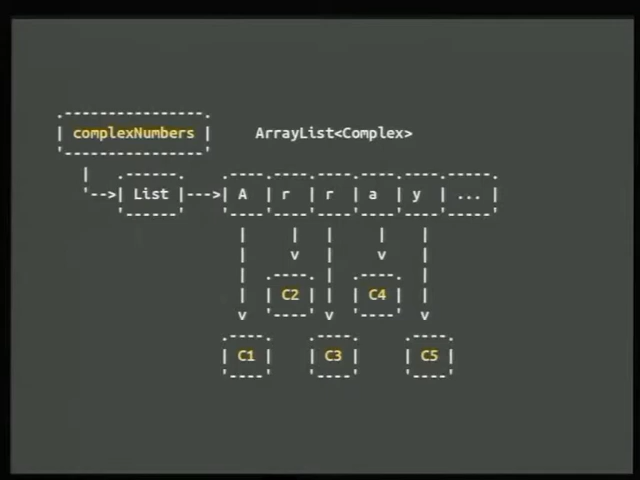 complexNumbers ArrayList<Complex>
List A r r a y ...
C2 C4
C1 C3 C5